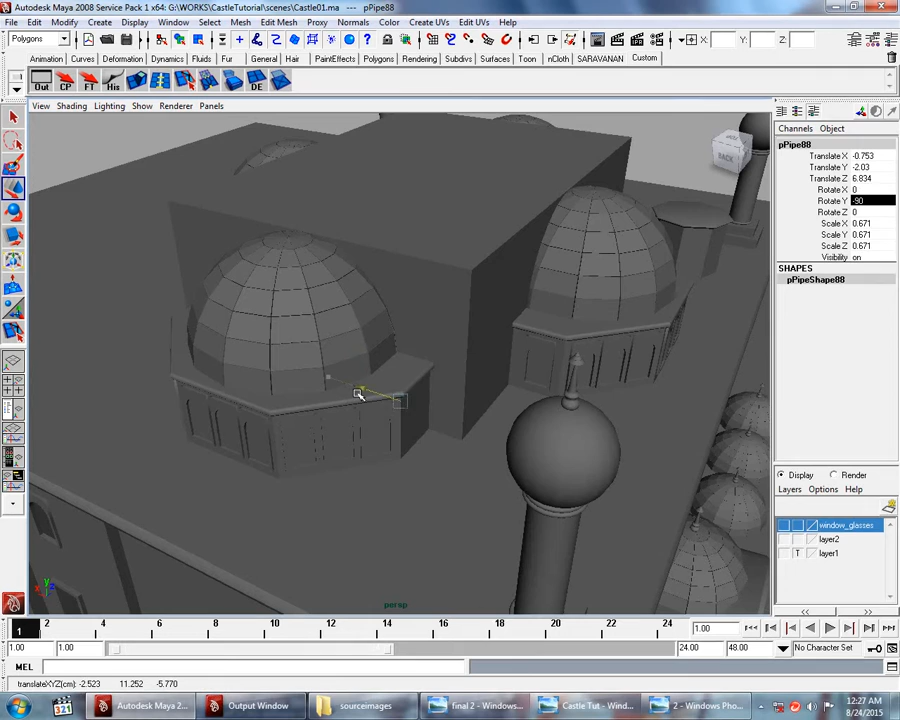 Autodesk Maya 2008 Service Pack 1 x64: G:\WORKS\CastleTutorial\scenes\Castle01.ma --- pPipe88
File Edit Modify Create Display Window Select Mesh Edit Mesh Proxy Normals Color Create UVs Edit UVs Help
Polygons X: Y: Z:
Animation Curves Deformation Dynamics Fluids Fur General Hair PaintEffects Polygons Rendering Subdivs Surfaces Toon nCloth SARAVANAN Custom
Out CP FT His DE
View Shading Lighting Show Renderer Panels
BACK
persp
Channels Object
pPipe88
Translate X -0.753
Translate Y -2.03
Translate Z 6.834
Rotate X 0
Rotate Y -90
Rotate Z 0
Scale X 0.671
Scale Y 0.671
Scale Z 0.671
Visibility on
SHAPES
pPipeShape88
Display Render
Layers Options Help
window_glasses
layer2
T layer1
1 2 4 6 8 10 12 14 16 18 20 22 24 1.00
1.00 1.00 24.00 48.00 No Character Set
MEL
translateXYZ(cm): -2.523 11.252 -5.770
321 Autodesk Maya 2... Output Window sourceimages final 2 - Windows... Castle Tut - Wind... 2 - Windows Pho...
12:27 AM
8/24/2015